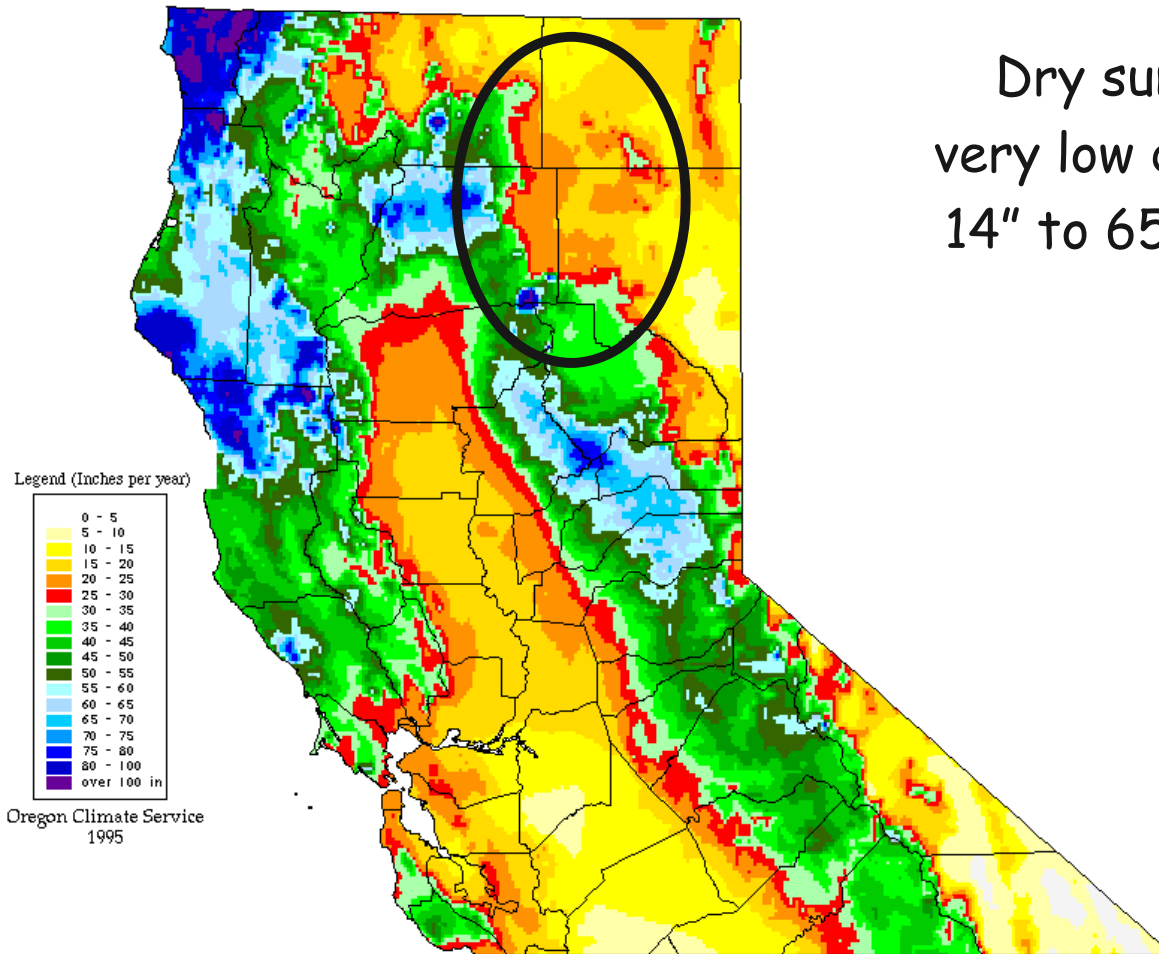 Dry
very low
14" to 65
Legend (Inches per year)
0 - 5
5 - 10
10 - 15
15 - 20
20 - 25
25 - 30
30 - 35
35 - 40
40 - 45
45 - 50
50 - 55
55 - 60
60 - 65
65 - 70
70 - 75
75 - 80
80 - 100
over 100 in
Oregon Climate Service
1995